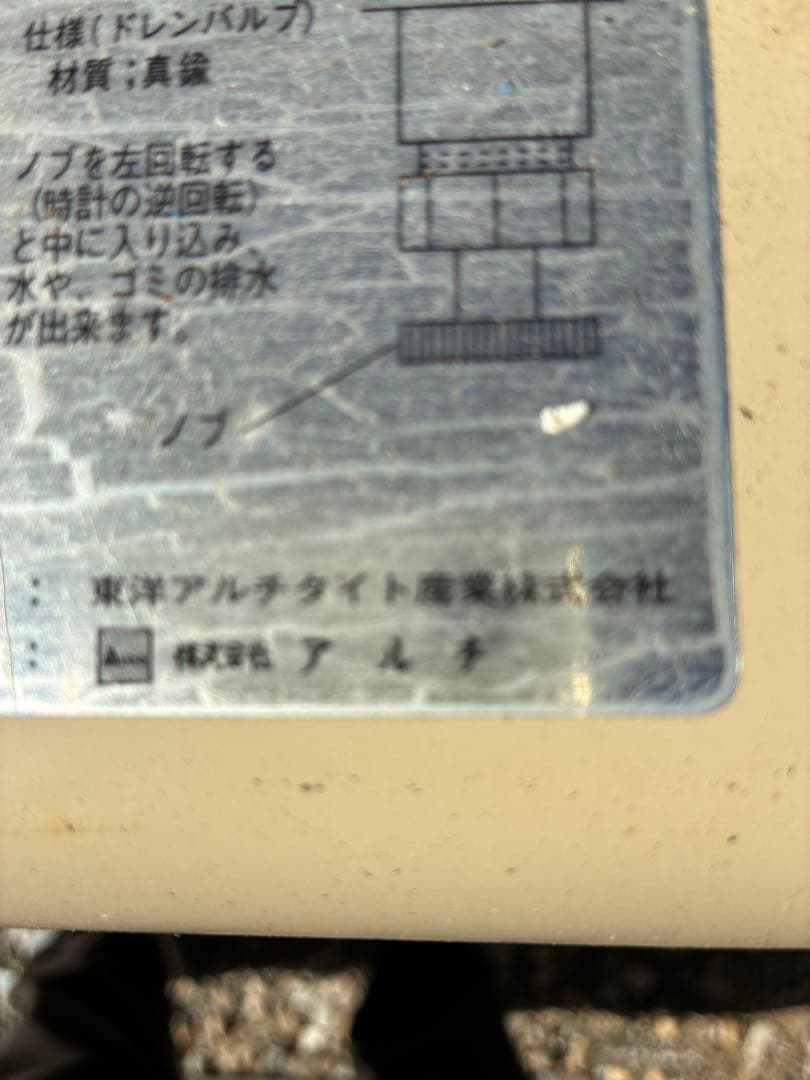 仕様(ドレンバルブ)
材質;真鍮
ノブを左回転する
(時計の逆回転)
と中に入り込み、
水や、ゴミの排水
が出来ます。
ノブ
: 東洋アルチタイト産業株式会社
: 株式会社 アルチ